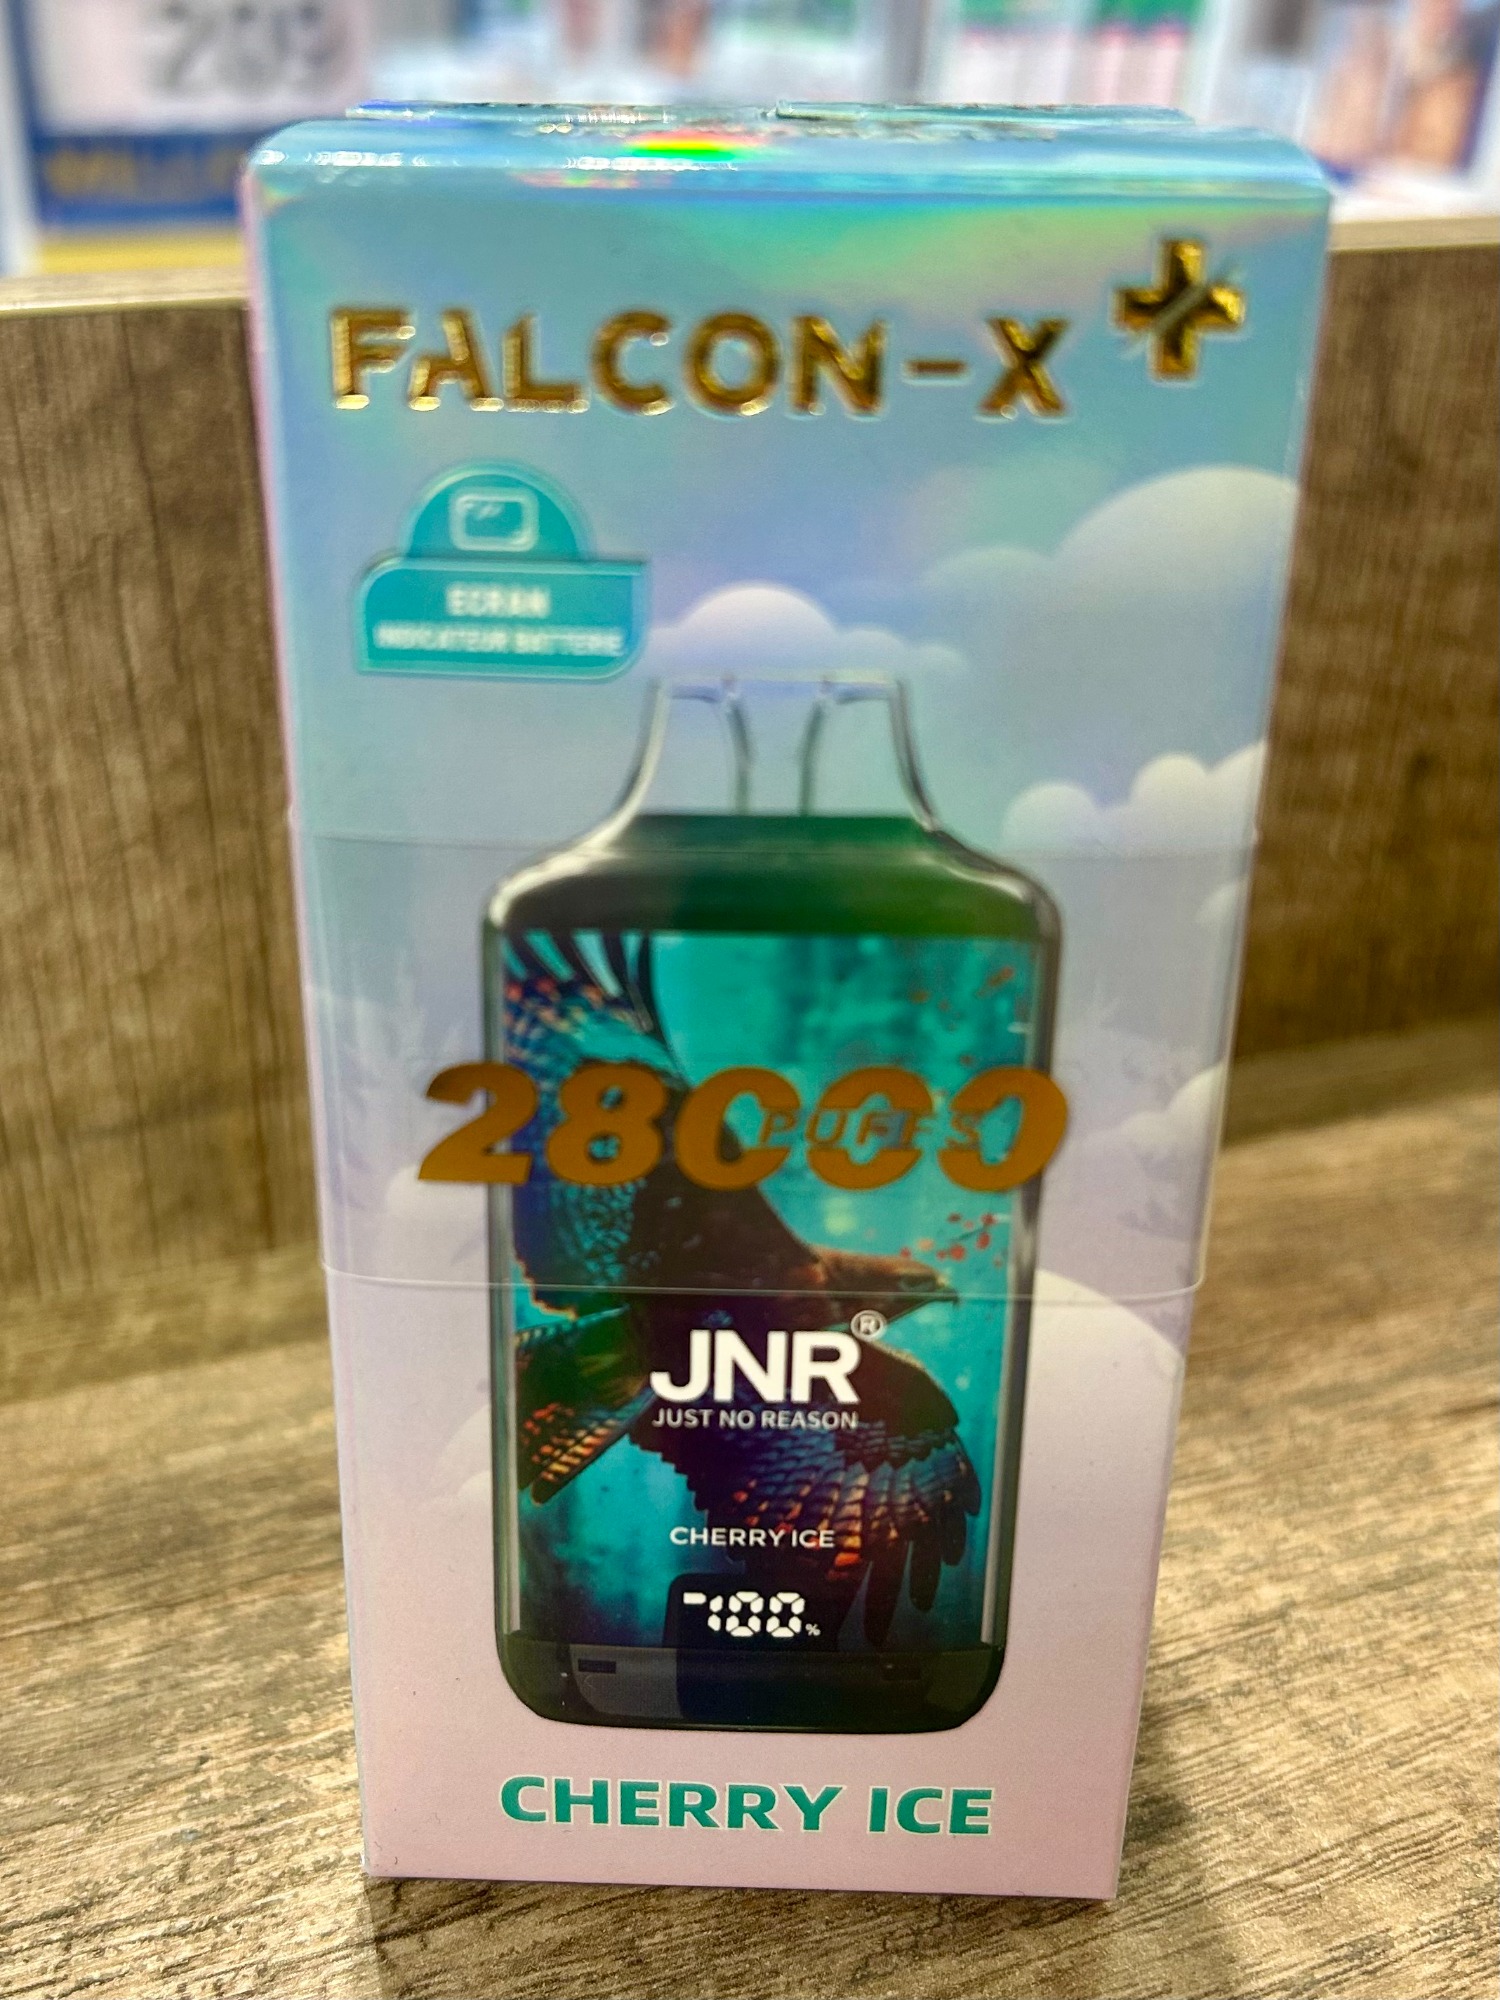 FALCON-X+
ECRAN
INDICATEUR BATTERIE
28000
PUFFS
JNR®
JUST NO REASON
CHERRY ICE
100%
CHERRY ICE